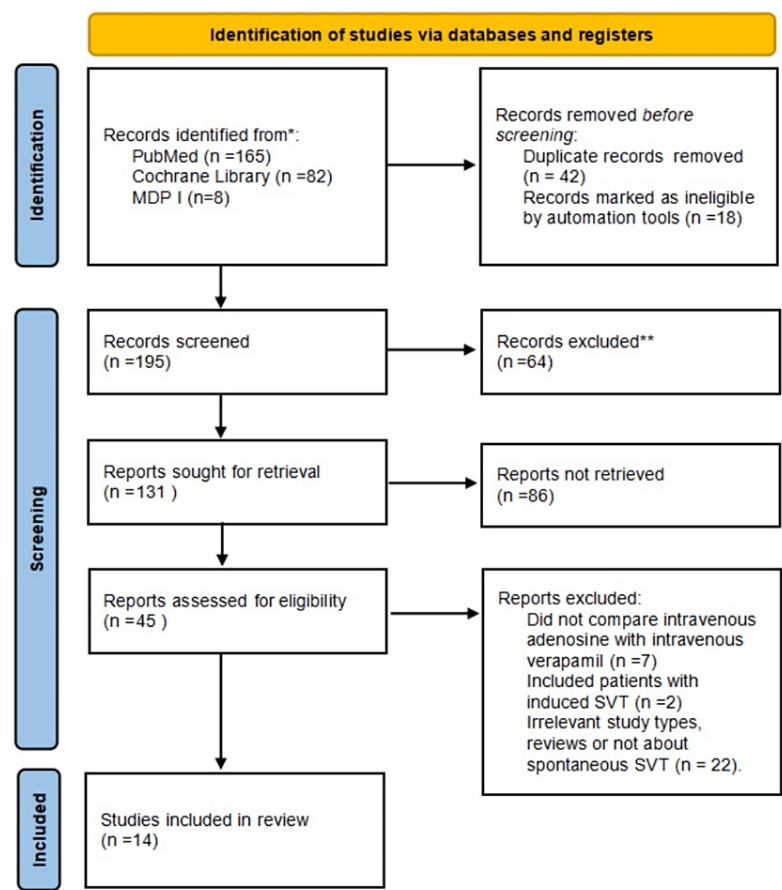 Identification of studies via databases and registers
Identification
Records identified from*:
PubMed (n =165)
Cochrane Library (n =82)
MDP I (n=8)
Records removed before
screening:
Duplicate records removed
(n = 42)
Records marked as ineligible
by automation tools (n =18)
Screening
Records screened
(n =195)
Records excluded**
(n =64)
Reports sought for retrieval
(n =131 )
Reports not retrieved
(n =86)
Reports assessed for eligibility
(n =45 )
Reports excluded:
Did not compare intravenous
adenosine with intravenous
verapamil (n =7)
Included patients with
induced SVT (n =2)
Irrelevant study types,
reviews or not about
spontaneous SVT (n = 22).
Included
Studies included in review
(n =14)